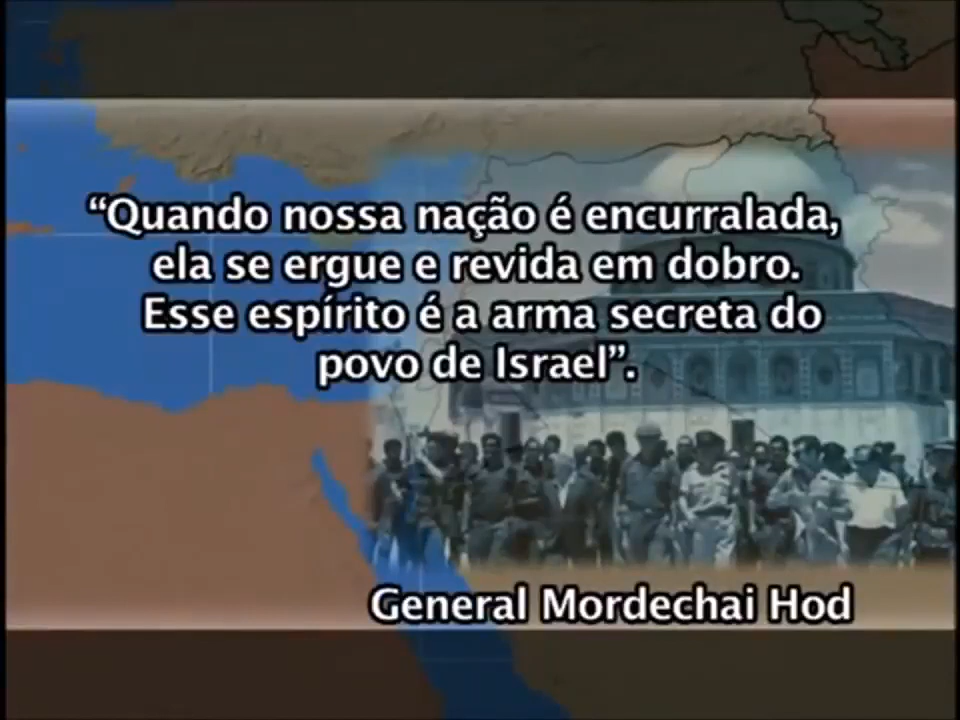 “Quando nossa nação é encurralada,
ela se ergue e revida em dobro.
Esse espírito é a arma secreta do
povo de Israel”.
General Mordechai Hod